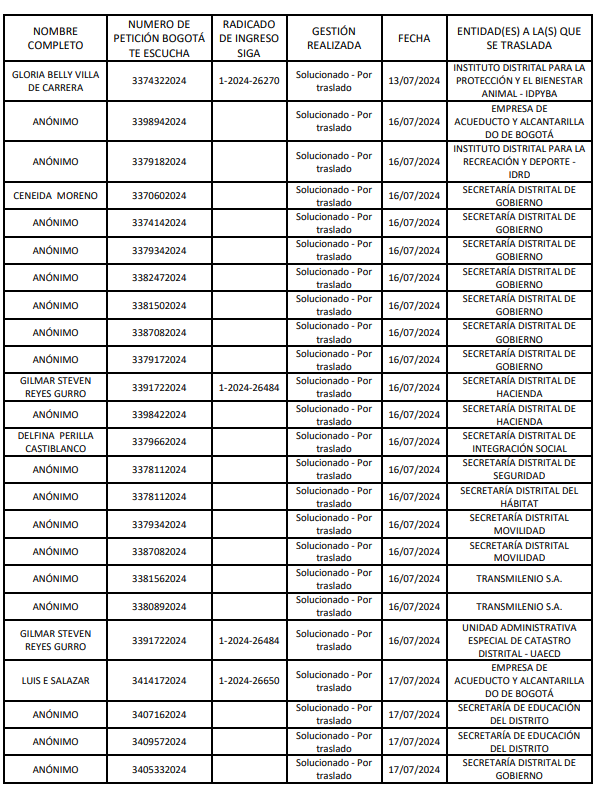 NOMBRE COMPLETO | NUMERO DE PETICIÓN BOGOTÁ TE ESCUCHA | RADICADO DE INGRESO SIGA | GESTIÓN REALIZADA | FECHA | ENTIDAD(ES) A LA(S) QUE SE TRASLADA
GLORIA BELLY VILLA DE CARRERA | 3374322024 | 1-2024-26270 | Solucionado - Por traslado | 13/07/2024 | INSTITUTO DISTRITAL PARA LA PROTECCIÓN Y EL BIENESTAR ANIMAL - IDPYBA
ANÓNIMO | 3398942024 | | Solucionado - Por traslado | 16/07/2024 | EMPRESA DE ACUEDUCTO Y ALCANTARILLA DO DE BOGOTÁ
ANÓNIMO | 3379182024 | | Solucionado - Por traslado | 16/07/2024 | INSTITUTO DISTRITAL PARA LA RECREACIÓN Y DEPORTE - IDRD
CENEIDA MORENO | 3370602024 | | Solucionado - Por traslado | 16/07/2024 | SECRETARÍA DISTRITAL DE GOBIERNO
ANÓNIMO | 3374142024 | | Solucionado - Por traslado | 16/07/2024 | SECRETARÍA DISTRITAL DE GOBIERNO
ANÓNIMO | 3379342024 | | Solucionado - Por traslado | 16/07/2024 | SECRETARÍA DISTRITAL DE GOBIERNO
ANÓNIMO | 3382472024 | | Solucionado - Por traslado | 16/07/2024 | SECRETARÍA DISTRITAL DE GOBIERNO
ANÓNIMO | 3381502024 | | Solucionado - Por traslado | 16/07/2024 | SECRETARÍA DISTRITAL DE GOBIERNO
ANÓNIMO | 3387082024 | | Solucionado - Por traslado | 16/07/2024 | SECRETARÍA DISTRITAL DE GOBIERNO
ANÓNIMO | 3379172024 | | Solucionado - Por traslado | 16/07/2024 | SECRETARÍA DISTRITAL DE GOBIERNO
GILMAR STEVEN REYES GURRO | 3391722024 | 1-2024-26484 | Solucionado - Por traslado | 16/07/2024 | SECRETARÍA DISTRITAL DE HACIENDA
ANÓNIMO | 3398422024 | | Solucionado - Por traslado | 16/07/2024 | SECRETARÍA DISTRITAL DE HACIENDA
DELFINA PERILLA CASTIBLANCO | 3379662024 | | Solucionado - Por traslado | 16/07/2024 | SECRETARÍA DISTRITAL DE INTEGRACIÓN SOCIAL
ANÓNIMO | 3378112024 | | Solucionado - Por traslado | 16/07/2024 | SECRETARÍA DISTRITAL DE SEGURIDAD
ANÓNIMO | 3378112024 | | Solucionado - Por traslado | 16/07/2024 | SECRETARÍA DISTRITAL DEL HÁBITAT
ANÓNIMO | 3379342024 | | Solucionado - Por traslado | 16/07/2024 | SECRETARÍA DISTRITAL MOVILIDAD
ANÓNIMO | 3387082024 | | Solucionado - Por traslado | 16/07/2024 | SECRETARÍA DISTRITAL MOVILIDAD
ANÓNIMO | 3381562024 | | Solucionado - Por traslado | 16/07/2024 | TRANSMILENIO S.A.
ANÓNIMO | 3380892024 | | Solucionado - Por traslado | 16/07/2024 | TRANSMILENIO S.A.
GILMAR STEVEN REYES GURRO | 3391722024 | 1-2024-26484 | Solucionado - Por traslado | 16/07/2024 | UNIDAD ADMINISTRATIVA ESPECIAL DE CATASTRO DISTRITAL - UAECD
LUIS E SALAZAR | 3414172024 | 1-2024-26650 | Solucionado - Por traslado | 17/07/2024 | EMPRESA DE ACUEDUCTO Y ALCANTARILLA DO DE BOGOTÁ
ANÓNIMO | 3407162024 | | Solucionado - Por traslado | 17/07/2024 | SECRETARÍA DE EDUCACIÓN DEL DISTRITO
ANÓNIMO | 3409572024 | | Solucionado - Por traslado | 17/07/2024 | SECRETARÍA DE EDUCACIÓN DEL DISTRITO
ANÓNIMO | 3405332024 | | Solucionado - Por traslado | 17/07/2024 | SECRETARÍA DISTRITAL DE GOBIERNO